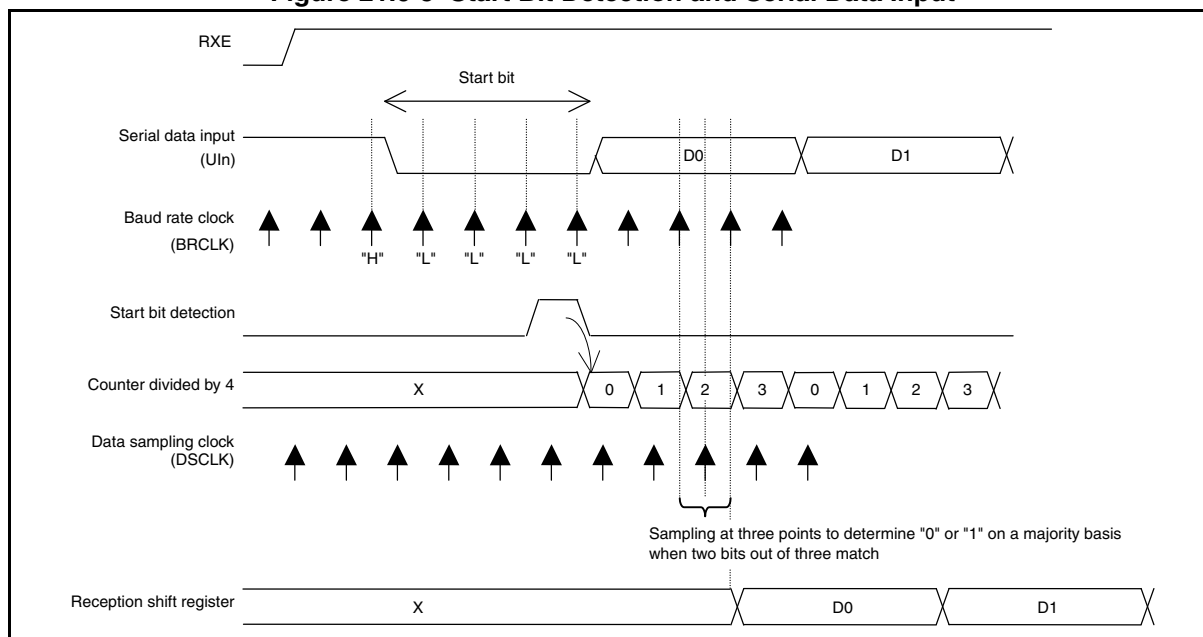 Figure 21.5-3 Start Bit Detection and Serial Data Input
RXE
Start bit
Serial data input
(UIn)
D0
D1
Baud rate clock
(BRCLK)
"H"
"L"
"L"
"L"
"L"
Start bit detection
Counter divided by 4
X
0
1
2
3
0
1
2
3
Data sampling clock
(DSCLK)
Sampling at three points to determine "0" or "1" on a majority basis
when two bits out of three match
Reception shift register
X
D0
D1